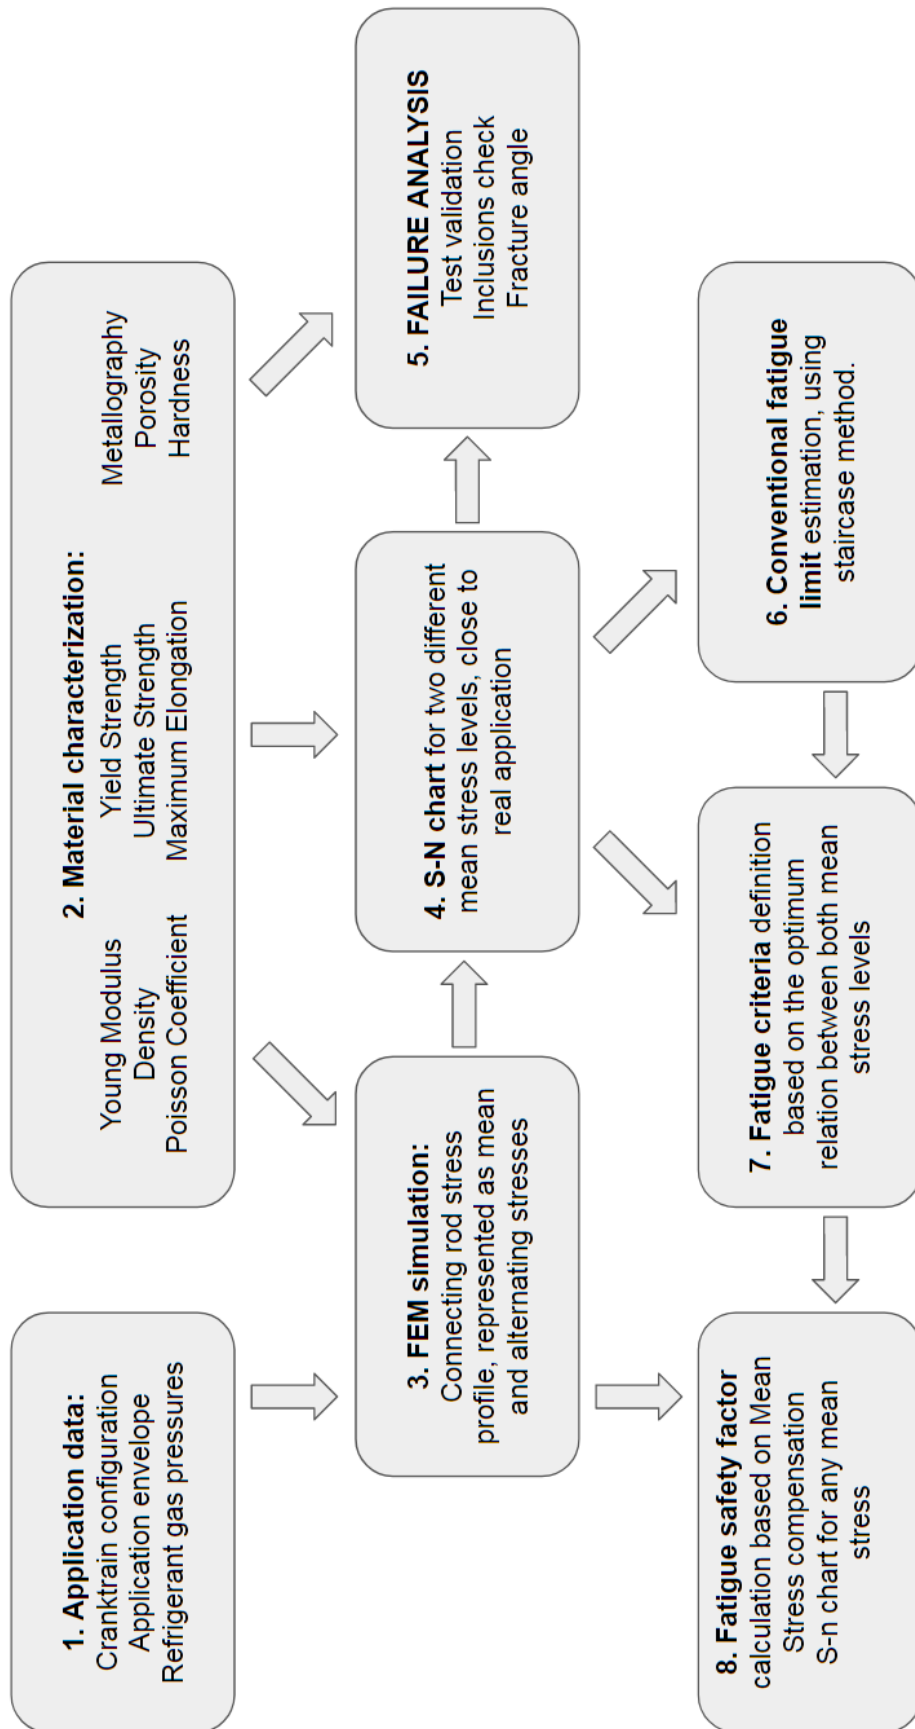 1. Application data:
Cranktrain configuration
Application envelope
Refrigerant gas pressures
2. Material characterization:
Young Modulus
Density
Poisson Coefficient
Yield Strength
Ultimate Strength
Maximum Elongation
Metallography
Porosity
Hardness
3. FEM simulation:
Connecting rod stress
profile, represented as mean
and alternating stresses
4. S-N chart for two different
mean stress levels, close to
real application
5. FAILURE ANALYSIS
Test validation
Inclusions check
Fracture angle
6. Conventional fatigue
limit estimation, using
staircase method.
7. Fatigue criteria definition
based on the optimum
relation between both mean
stress levels
8. Fatigue safety factor
calculation based on Mean
Stress compensation
S-n chart for any mean
stress